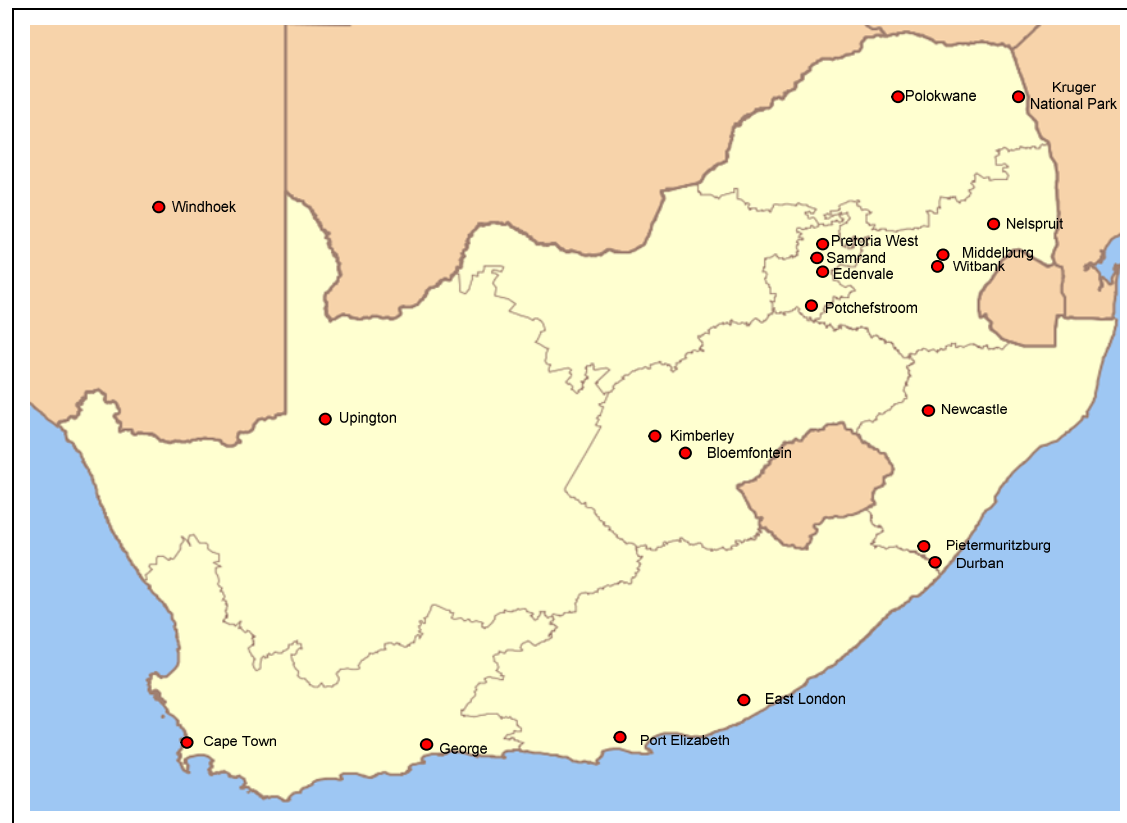 Polokwane
Kruger
National Park
Windhoek
Nelspruit
Pretoria West
Middelburg
Samrand
Witbank
Edenvale
Potchefstroom
Newcastle
Upington
Kimberley
Bloemfontein
Pietermuritzburg
Durban
East London
Port Elizabeth
Cape Town
George